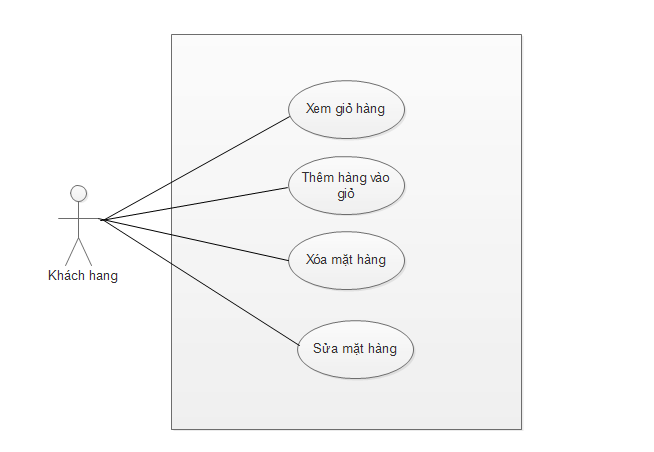 Xem giỏ hàng
Thêm hàng vào
giỏ
Xóa mặt hàng
Khách hang
Sửa mặt hàng